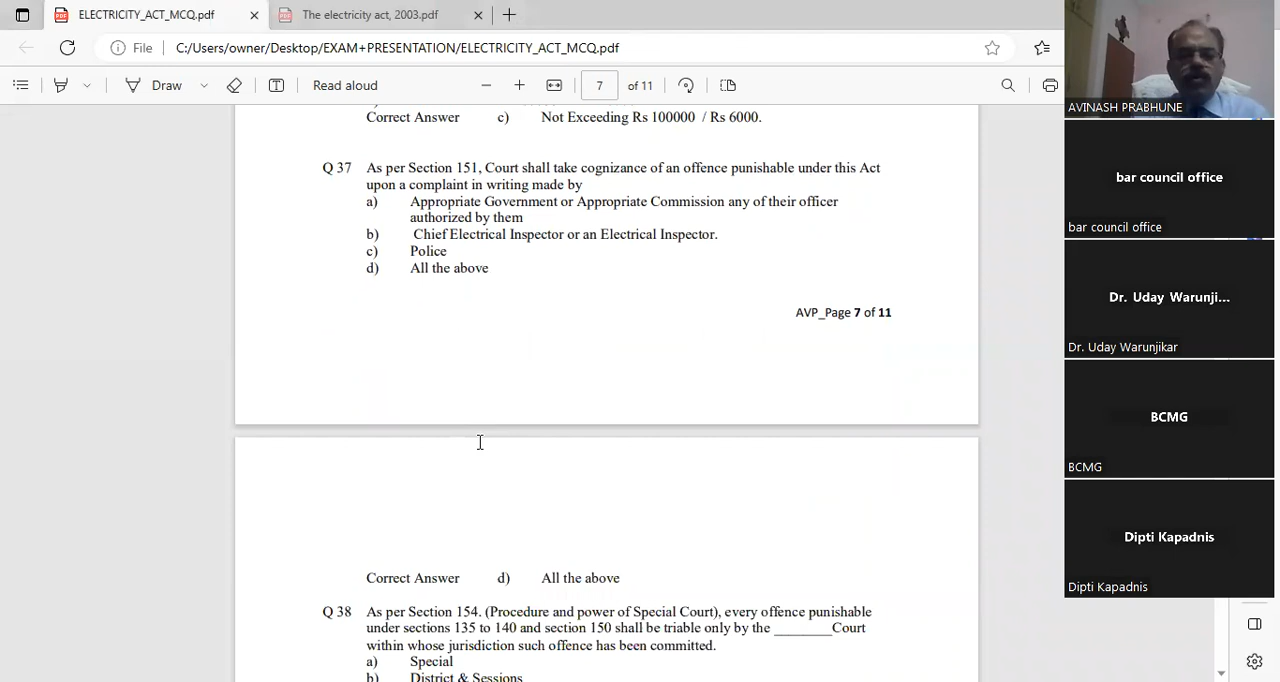 ELECTRICITY_ACT_MCQ.pdf
The electricity act, 2003.pdf
File C:/Users/owner/Desktop/EXAM+PRESENTATION/ELECTRICITY_ACT_MCQ.pdf
Draw Read aloud 7 of 11
Correct Answer c) Not Exceeding Rs 100000 / Rs 6000.
Q 37 As per Section 151, Court shall take cognizance of an offence punishable under this Act
upon a complaint in writing made by
a) Appropriate Government or Appropriate Commission any of their officer
authorized by them
b) Chief Electrical Inspector or an Electrical Inspector.
c) Police
d) All the above
AVP_Page 7 of 11
Correct Answer d) All the above
Q 38 As per Section 154. (Procedure and power of Special Court), every offence punishable
under sections 135 to 140 and section 150 shall be triable only by the ________Court
within whose jurisdiction such offence has been committed.
a) Special
b) District & Sessions
AVINASH PRABHUNE
bar council office
bar council office
Dr. Uday Warunji...
Dr. Uday Warunjikar
BCMG
BCMG
Dipti Kapadnis
Dipti Kapadnis